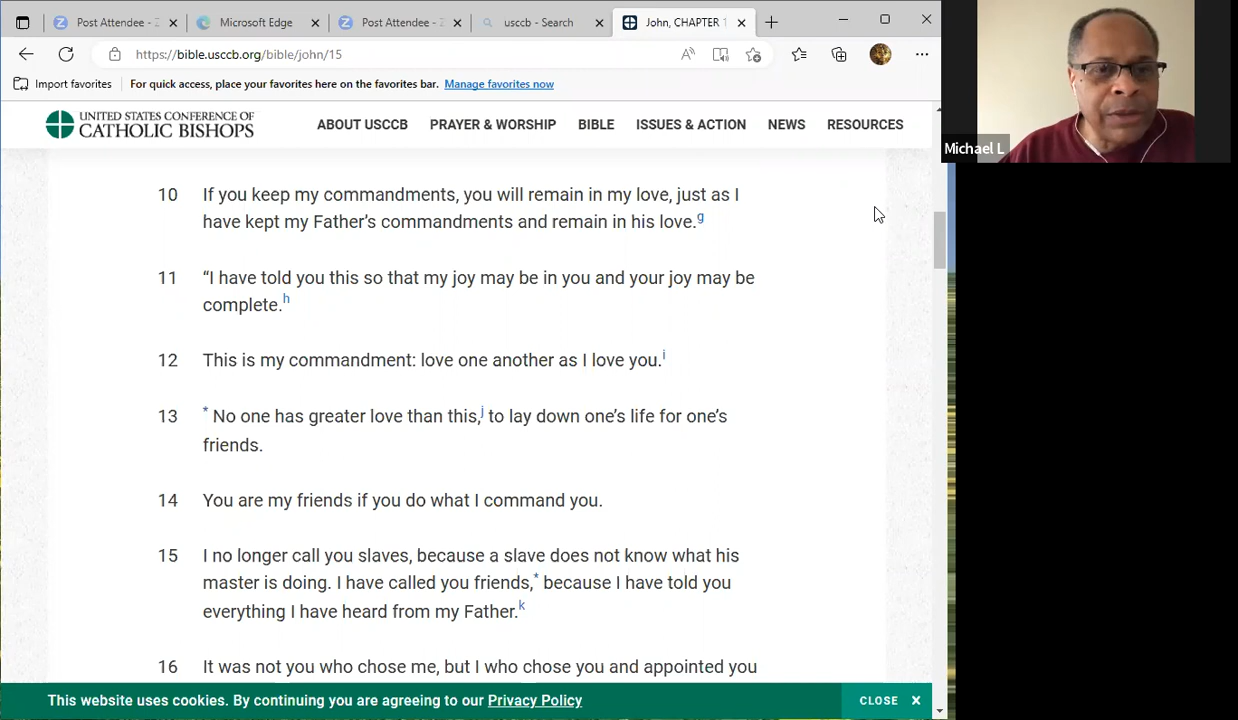 Post Attendee - Z
Microsoft Edge
Post Attendee - Z
usccb - Search
John, CHAPTER 1
https://bible.usccb.org/bible/john/15
Import favorites
For quick access, place your favorites here on the favorites bar. Manage favorites now
UNITED STATES CONFERENCE OF
CATHOLIC BISHOPS
ABOUT USCCB PRAYER & WORSHIP BIBLE ISSUES & ACTION NEWS RESOURCES
Michael L
10 If you keep my commandments, you will remain in my love, just as I
have kept my Father’s commandments and remain in his love.g
11 “I have told you this so that my joy may be in you and your joy may be
complete.h
12 This is my commandment: love one another as I love you.i
13 * No one has greater love than this,j to lay down one’s life for one’s
friends.
14 You are my friends if you do what I command you.
15 I no longer call you slaves, because a slave does not know what his
master is doing. I have called you friends,* because I have told you
everything I have heard from my Father.k
16 It was not you who chose me, but I who chose you and appointed you
This website uses cookies. By continuing you are agreeing to our Privacy Policy
CLOSE ×